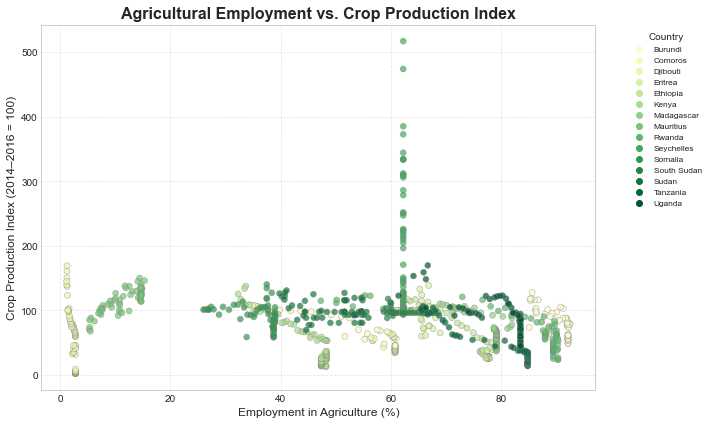 Agricultural Employment vs. Crop Production Index
Crop Production Index (2014–2016 = 100)
500
400
300
200
100
0
0
20
40
60
80
Employment in Agriculture (%)
Country
Burundi
Comoros
Djibouti
Eritrea
Ethiopia
Kenya
Madagascar
Mauritius
Rwanda
Seychelles
Somalia
South Sudan
Sudan
Tanzania
Uganda